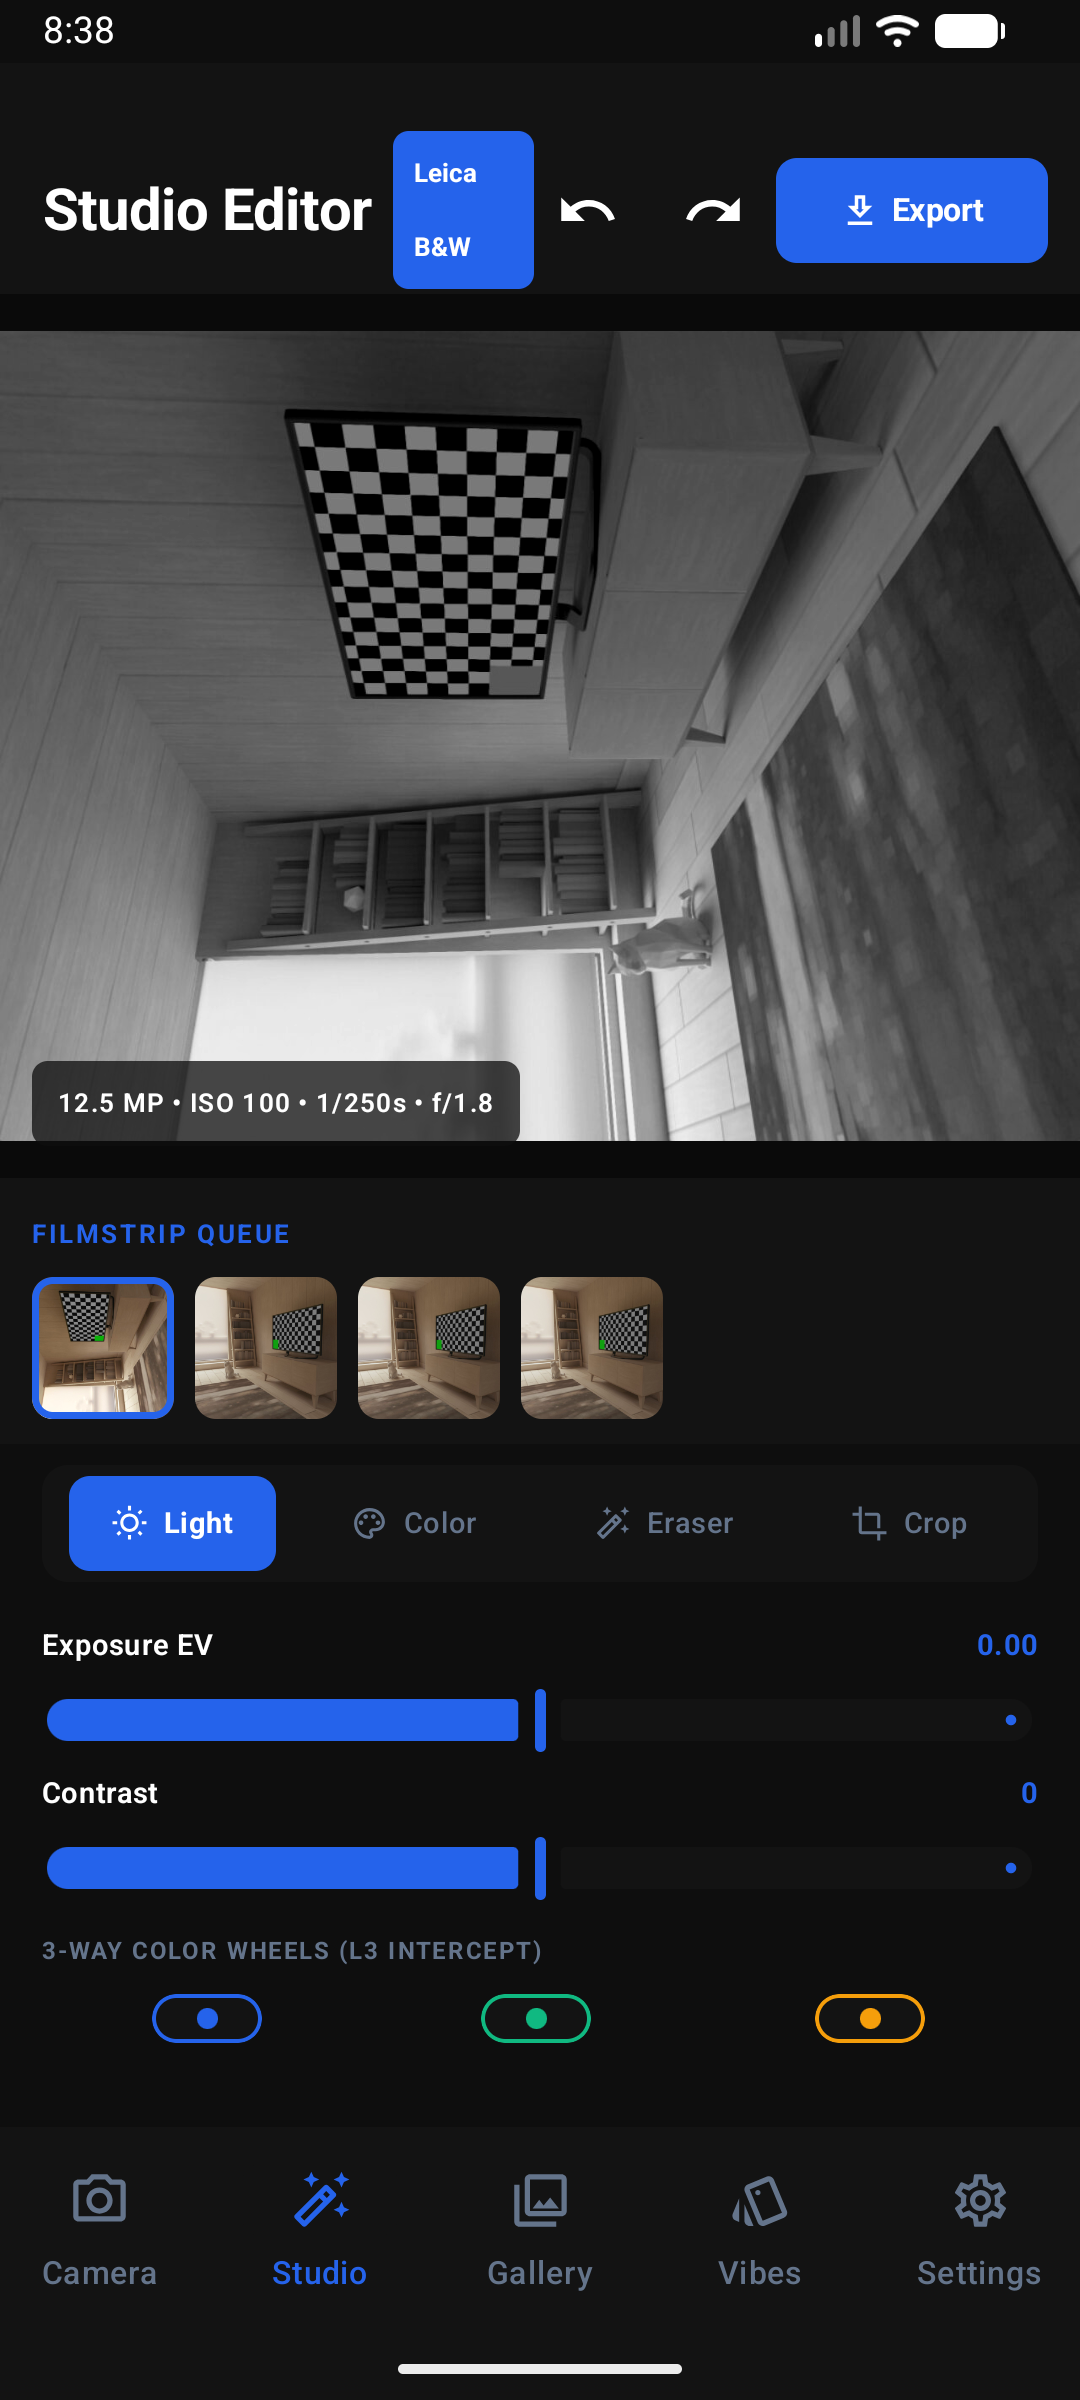 8:38
Studio Editor
Leica
B&W
Export
12.5 MP • ISO 100 • 1/250s • f/1.8
FILMSTRIP QUEUE
Light
Color
Eraser
Crop
Exposure EV
0.00
Contrast
0
3-WAY COLOR WHEELS (L3 INTERCEPT)
Camera
Studio
Gallery
Vibes
Settings